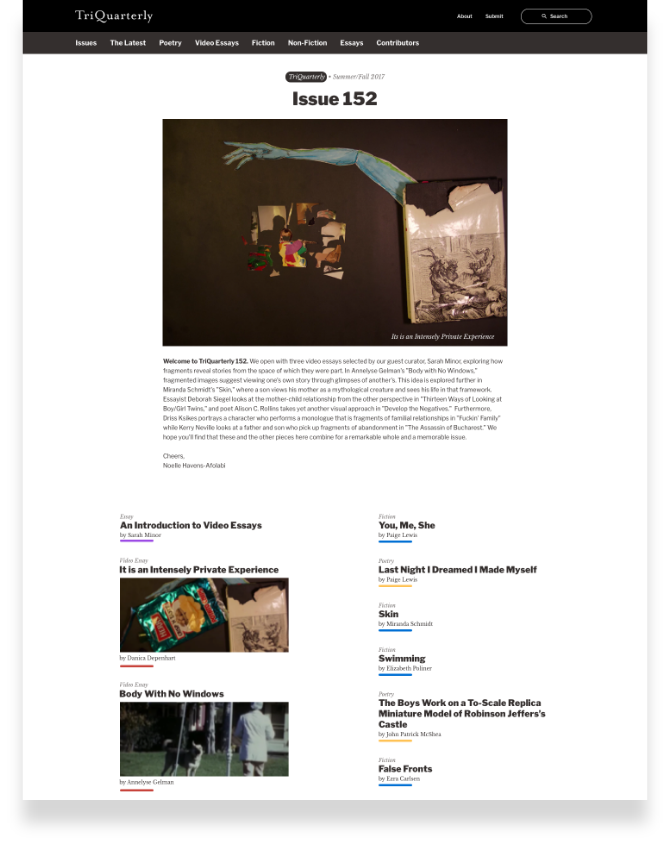 TriQuarterly
About Submit Search
Issues The Latest Poetry Video Essays Fiction Non-Fiction Essays Contributors
TriQuarterly • Summer/Fall 2017
Issue 152
Its is an Intensely Private Experience
Welcome to TriQuarterly 152. We open with three video essays selected by our guest curator, Sarah Minor, exploring how
fragments reveal stories from the space of which they were part. In Annelyse Gelman's "Body with No Windows,"
fragmented images suggest viewing one's own story through glimpses of another's. This idea is explored further in
Miranda Schmidt's "Skin," where a son views his mother as a mythological creature and shows his own need in that framework.
Essayist Deborah Siegel looks at the mother-child relationship from the other perspective in "Thirteen Ways of Looking at
Boy/Girl Twins," and poet Alison C. Rollins takes yet another visual approach in "Develop the Negatives." Furthermore,
Driss Ksikes portrays a character who performs a monologue that is fragments of familial relationships in "Fuckin' Family"
while Kerry Neville looks at a father and son who pick up fragments of abandonment in "The Assassin of Bucharest." We
hope you'll find that these and the other pieces here combine for a remarkable whole and a memorable issue.
Cheers,
Noelle Havens-Afolabi
Essay
An Introduction to Video Essays
by Sarah Minor
Video Essay
It is an Intensely Private Experience
by Danica Depenhart
Video Essay
Body With No Windows
by Annelyse Gelman
Fiction
You, Me, She
by Paige Lewis
Poetry
Last Night I Dreamed I Made Myself
by Paige Lewis
Fiction
Skin
by Miranda Schmidt
Fiction
Swimming
by Elizabeth Poliner
Poetry
The Boys Work on a To-Scale Replica
Miniature Model of Robinson Jeffers's
Castle
by John Patrick McShea
Fiction
False Fronts
by Ezra Carlsen